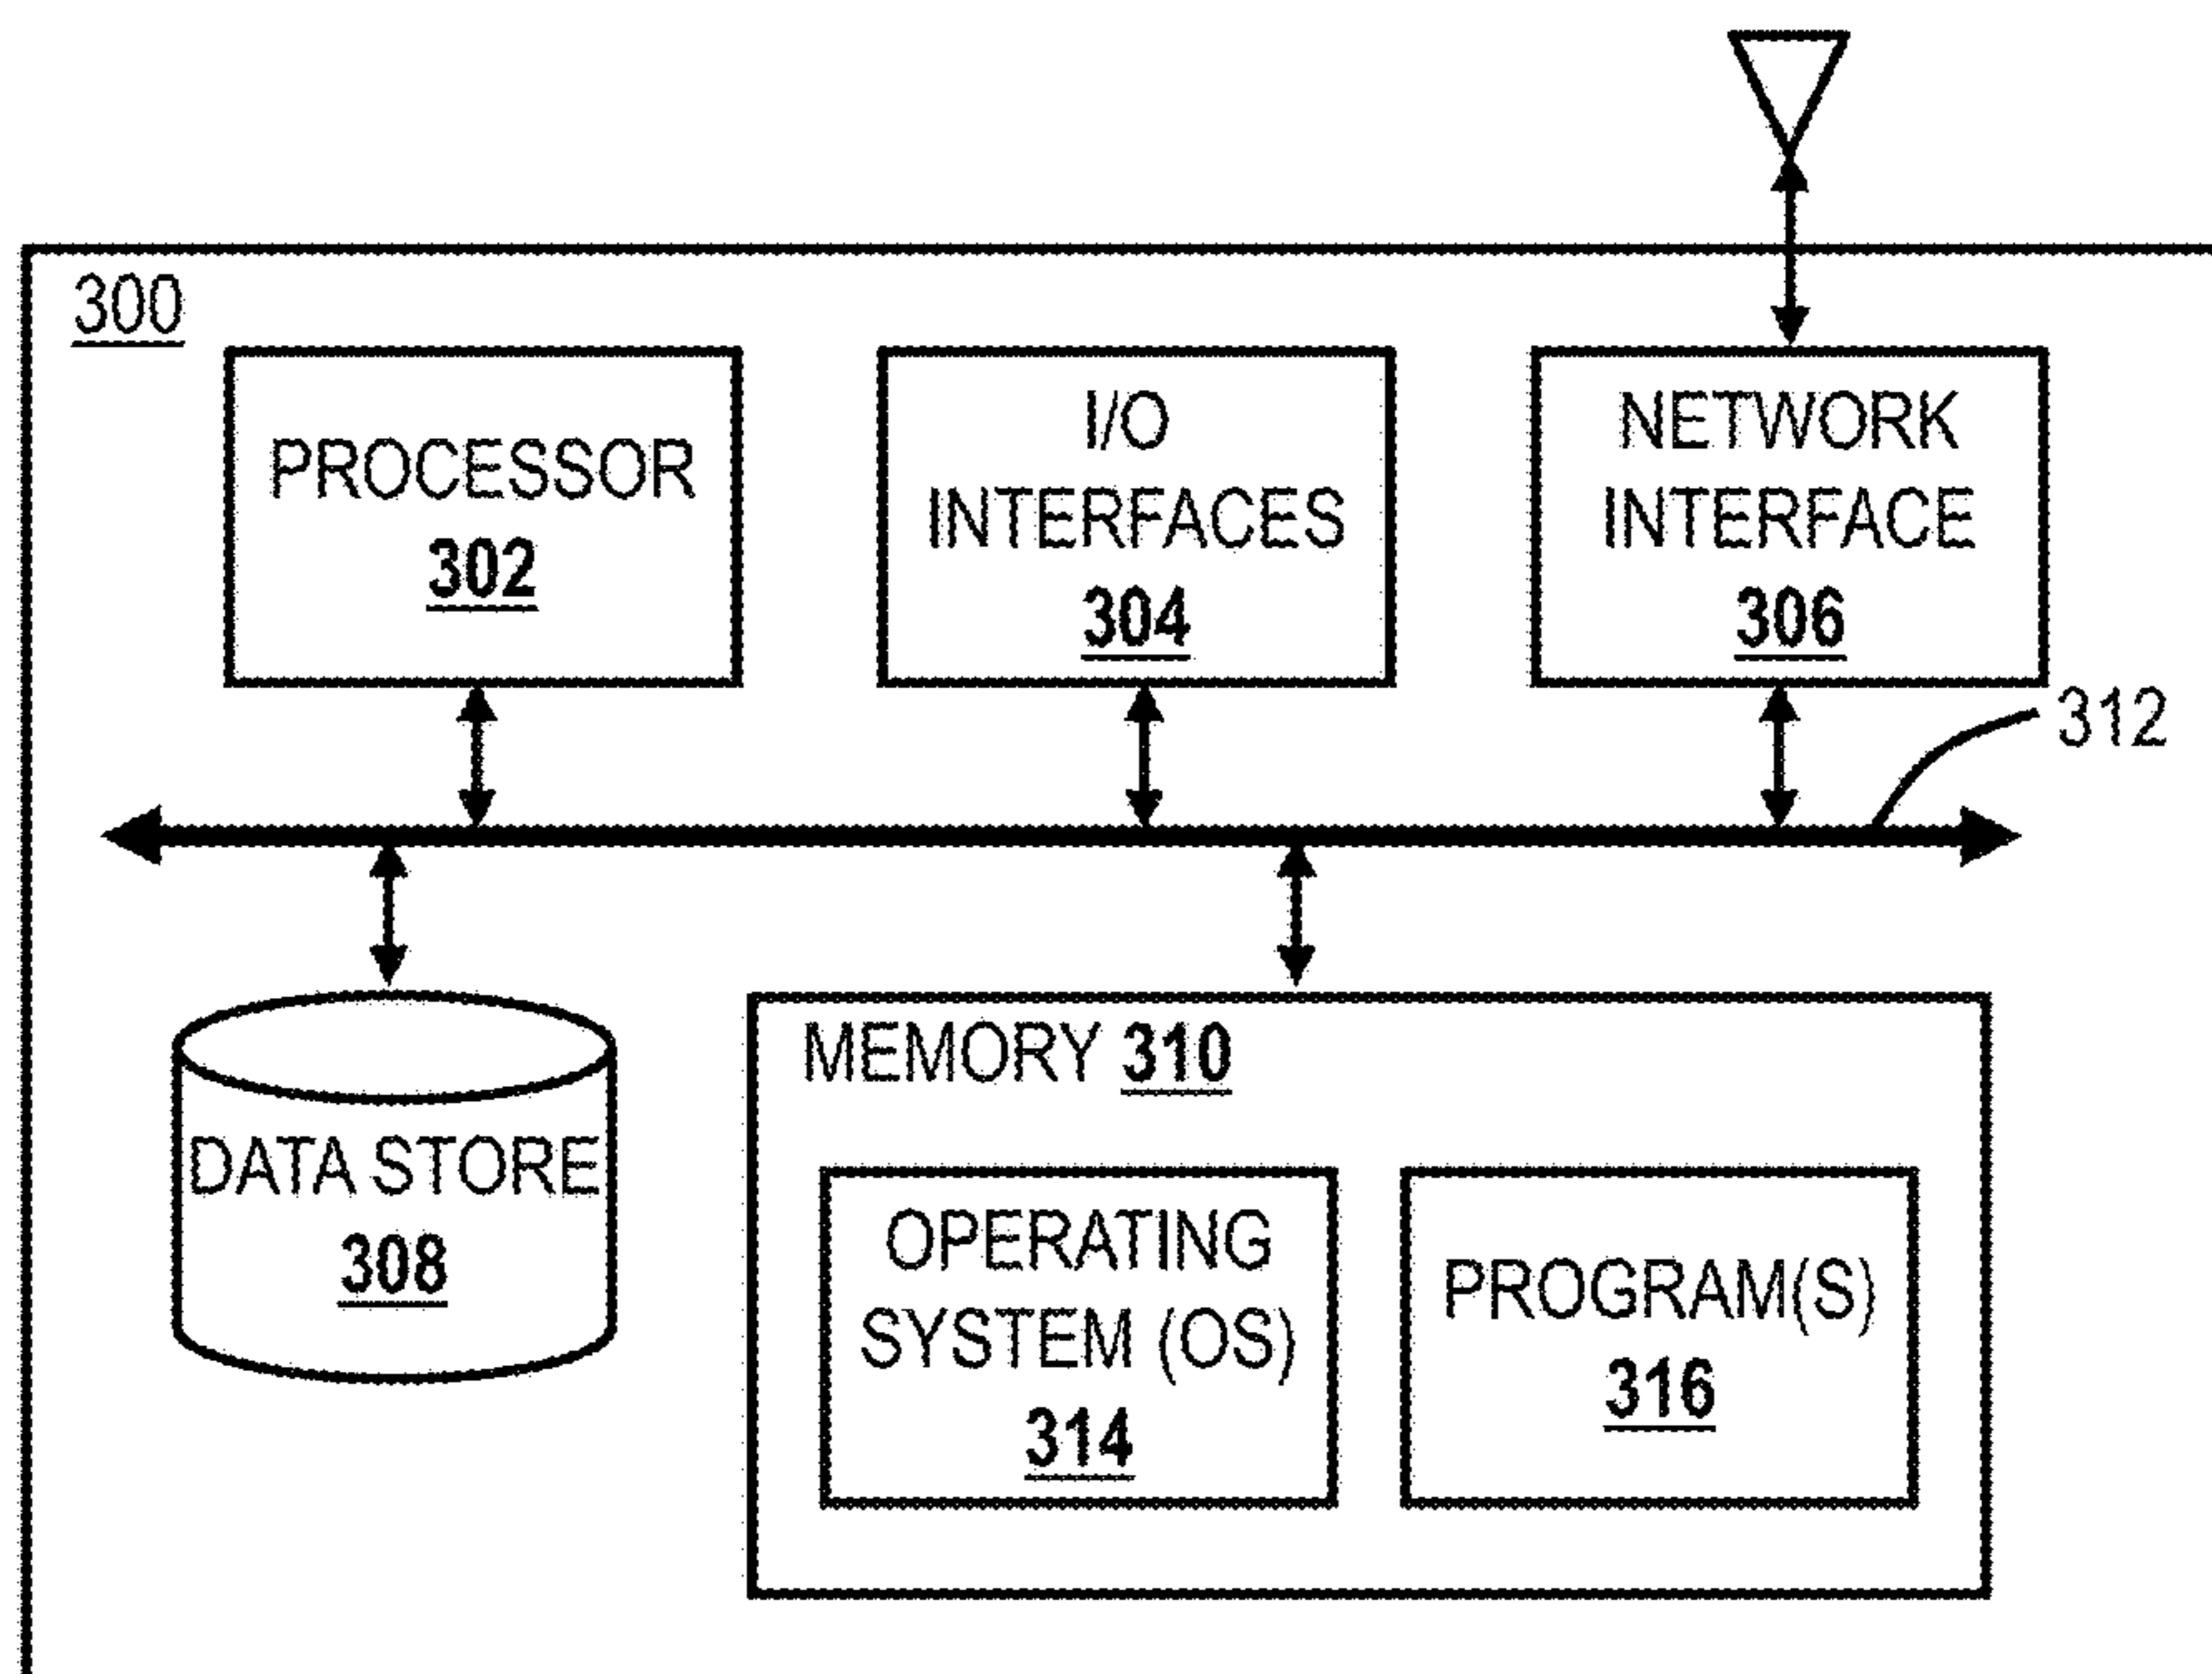 300
PROCESSOR
302
I/O
INTERFACES
304
NETWORK
INTERFACE
306
312
DATA STORE
308
MEMORY 310
OPERATING
SYSTEM (OS)
314
PROGRAM(S)
316